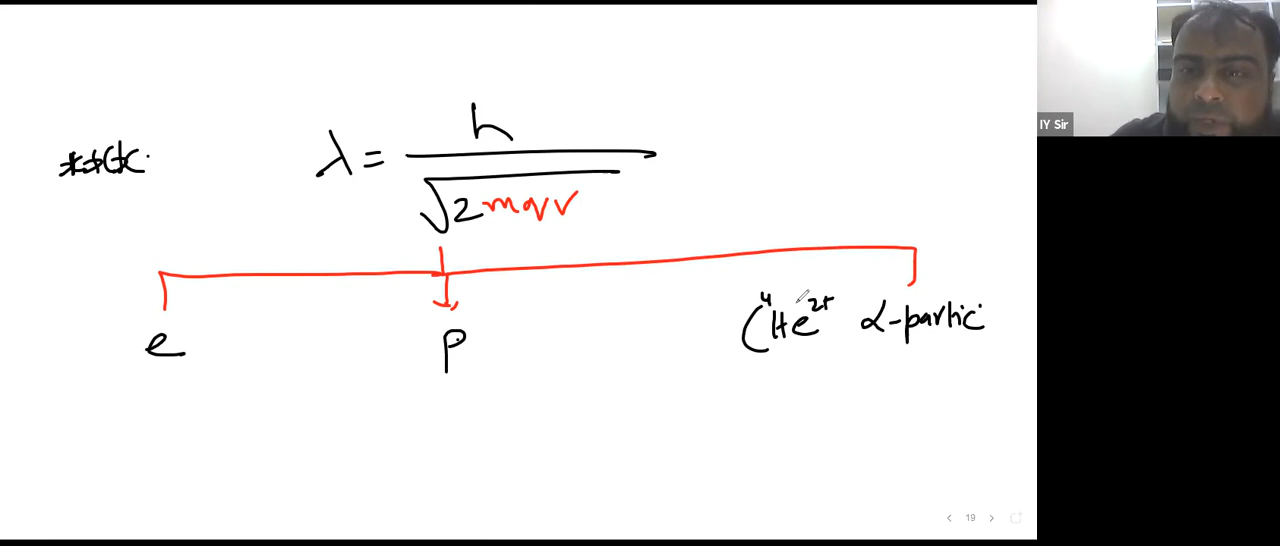 IY Sir
λ = h
√2mqv
e
p
(⁴He²⁺ α-partic
19